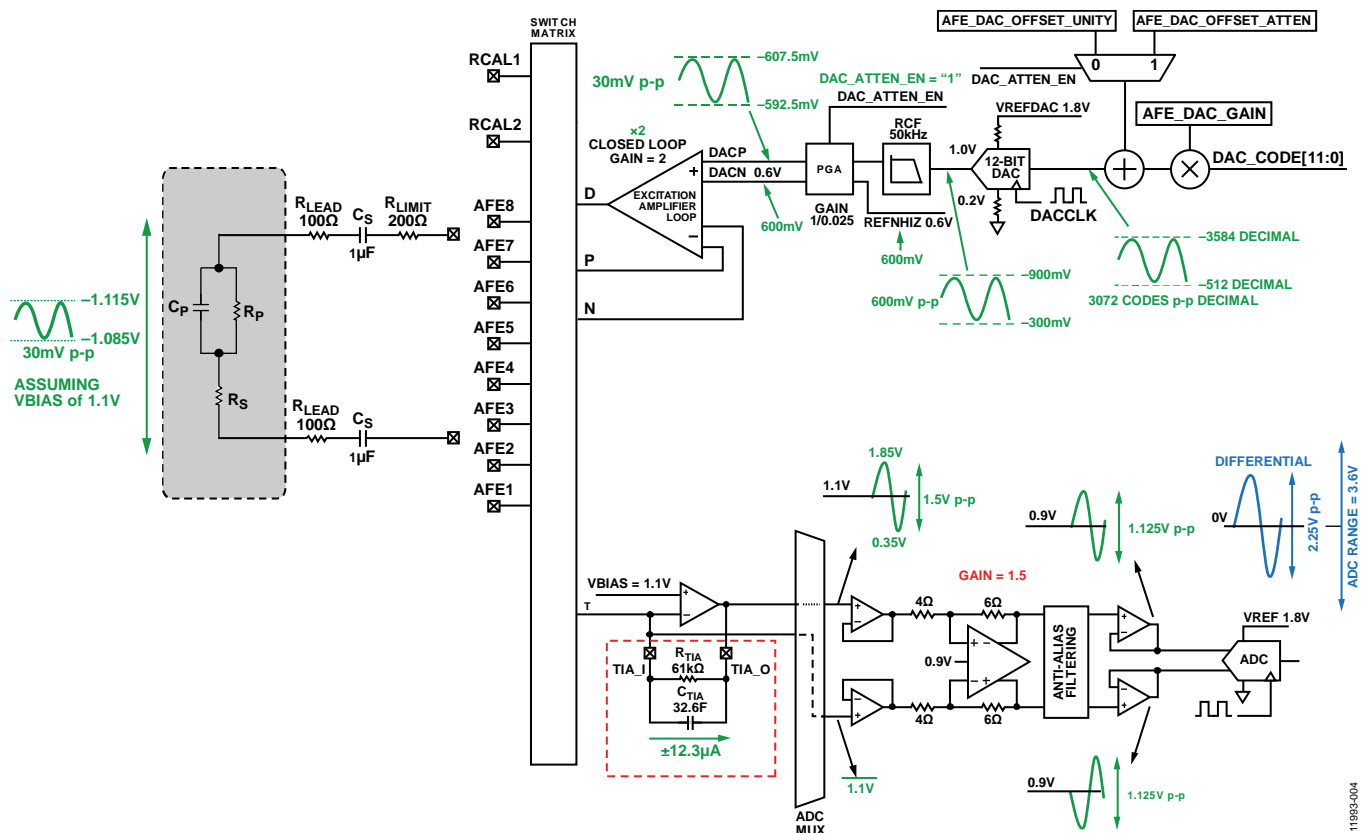 AFE_DAC_OFFSET_UNITY
AFE_DAC_OFFSET_ATTEN
0
1
DAC_ATTEN_EN
AFE_DAC_GAIN
DAC_CODE[11:0]
SWITCH
MATRIX
RCAL1
RCAL2
AFE8
AFE7
AFE6
AFE5
AFE4
AFE3
AFE2
AFE1
30mV p-p
–607.5mV
–592.5mV
DAC_ATTEN_EN = “1”
DAC_ATTEN_EN
×2
CLOSED LOOP
GAIN = 2
DACP
DACN 0.6V
+
EXCITATION
AMPLIFIER
LOOP
–
D
P
N
600mV
PGA
GAIN
1/0.025
RCF
50kHz
REFNHIZ 0.6V
600mV
VREFDAC 1.8V
1.0V
12-BIT
DAC
0.2V
DACCLK
+
×
–900mV
600mV p-p
–300mV
–3584 DECIMAL
–512 DECIMAL
3072 CODES p-p DECIMAL
–1.115V
–1.085V
30mV p-p
ASSUMING
VBIAS of 1.1V
CP
RP
RS
RLEAD
100Ω
CS
1µF
RLIMIT
200Ω
RLEAD
100Ω
CS
1µF
T
VBIAS = 1.1V
+
–
TIA_I
RTIA
61kΩ
TIA_O
CTIA
32.6F
±12.3µA
ADC
MUX
1.1V
1.85V
1.5V p-p
0.35V
1.1V
+
–
–
+
4Ω
6Ω
4Ω
6Ω
GAIN = 1.5
0.9V
+
–
–
+
ANTI-ALIAS
FILTERING
–
+
–
+
0.9V
1.125V p-p
0.9V
1.125V p-p
DIFFERENTIAL
0V
2.25V p-p
ADC RANGE = 3.6V
VREF 1.8V
ADC
11993-004